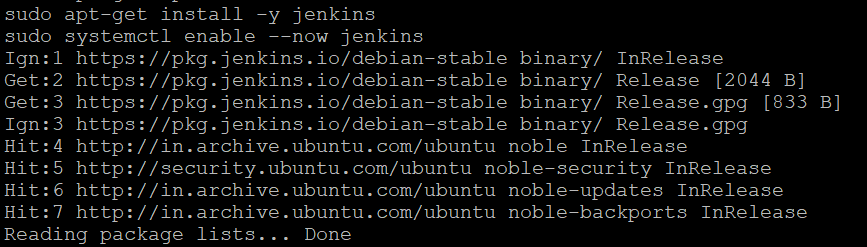 sudo apt-get install -y jenkins
sudo systemctl enable --now jenkins
Ign:1 https://pkg.jenkins.io/debian-stable binary/ InRelease
Get:2 https://pkg.jenkins.io/debian-stable binary/ Release [2044 B]
Get:3 https://pkg.jenkins.io/debian-stable binary/ Release.gpg [833 B]
Ign:3 https://pkg.jenkins.io/debian-stable binary/ Release.gpg
Hit:4 http://in.archive.ubuntu.com/ubuntu noble InRelease
Hit:5 http://security.ubuntu.com/ubuntu noble-security InRelease
Hit:6 http://in.archive.ubuntu.com/ubuntu noble-updates InRelease
Hit:7 http://in.archive.ubuntu.com/ubuntu noble-backports InRelease
Reading package lists... Done